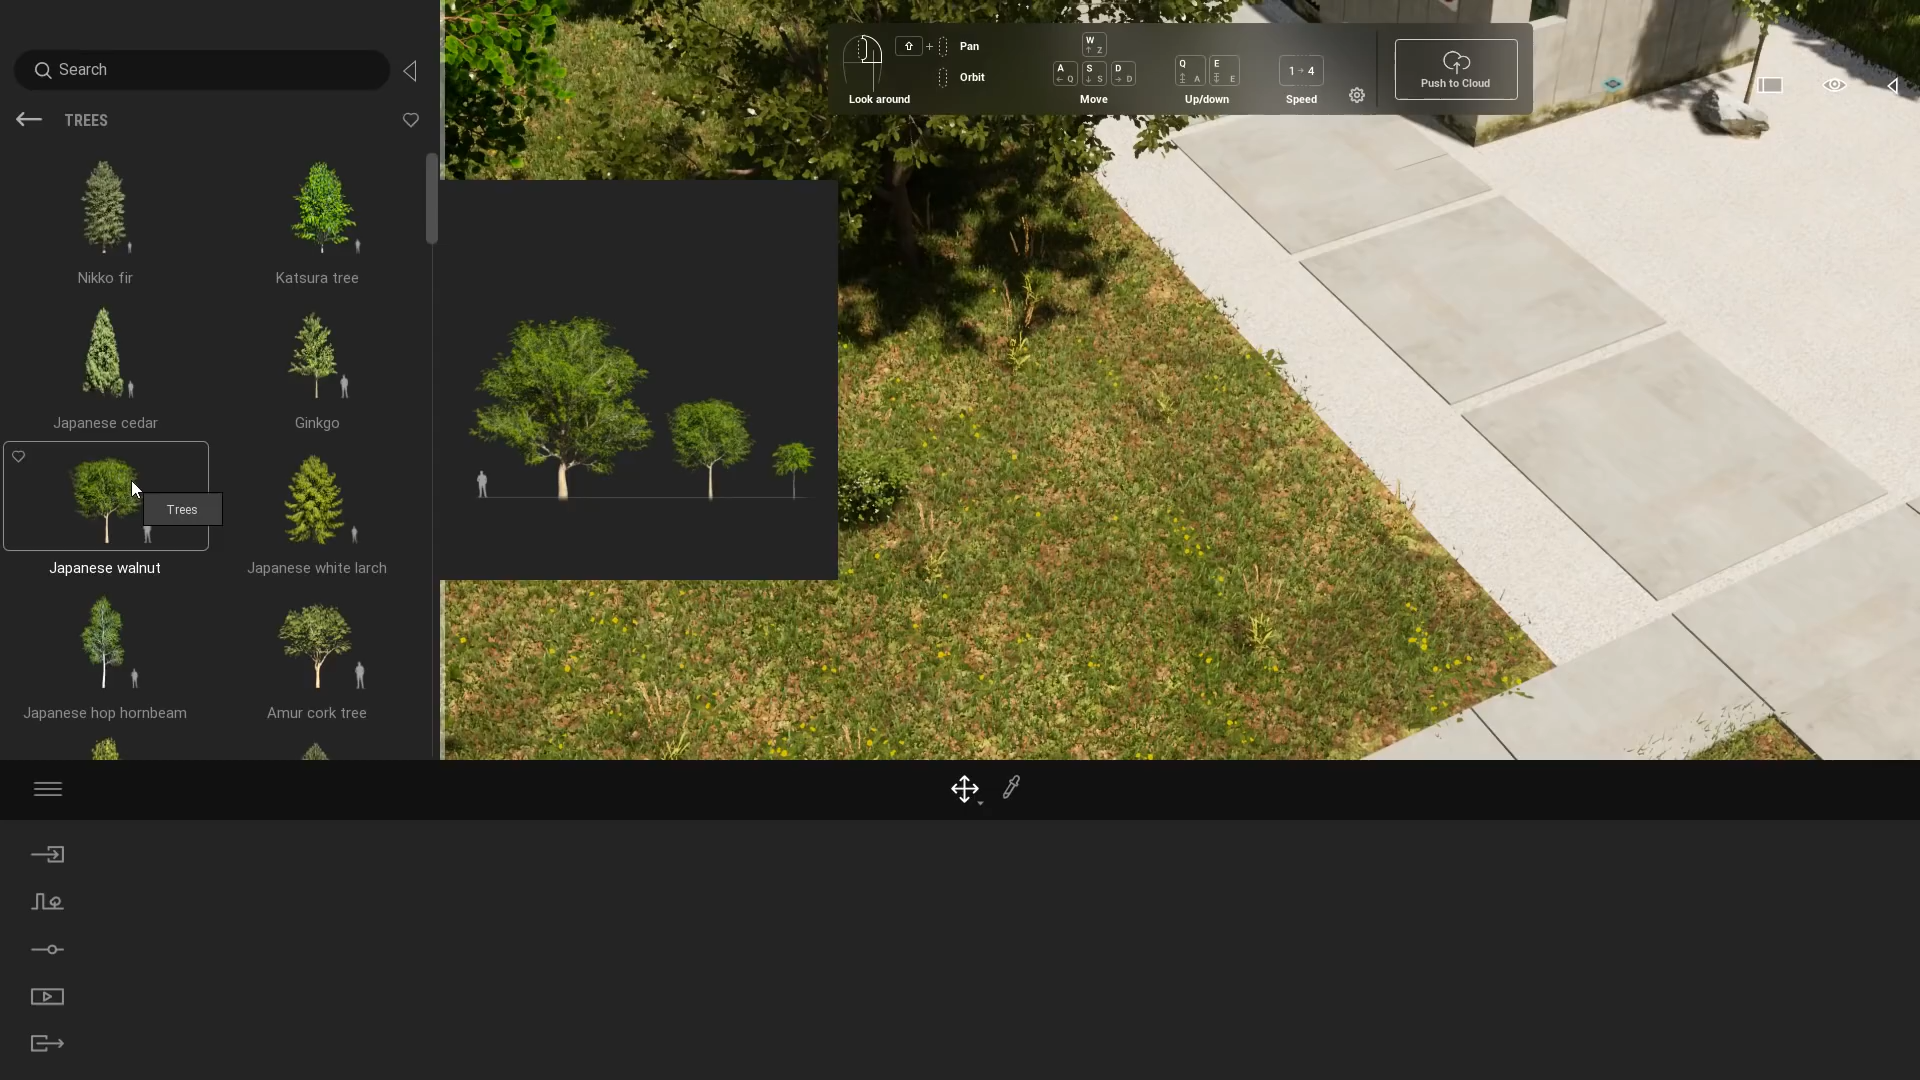 Search
TREES
Nikko fir
Katsura tree
Japanese cedar
Ginkgo
Trees
Japanese walnut
Japanese white larch
Japanese hop hornbeam
Amur cork tree
+
Pan
Orbit
Look around
W
Z
A
Q
S
S
D
D
Move
Q
A
E
E
Up/down
1 - 4
Speed
Push to Cloud